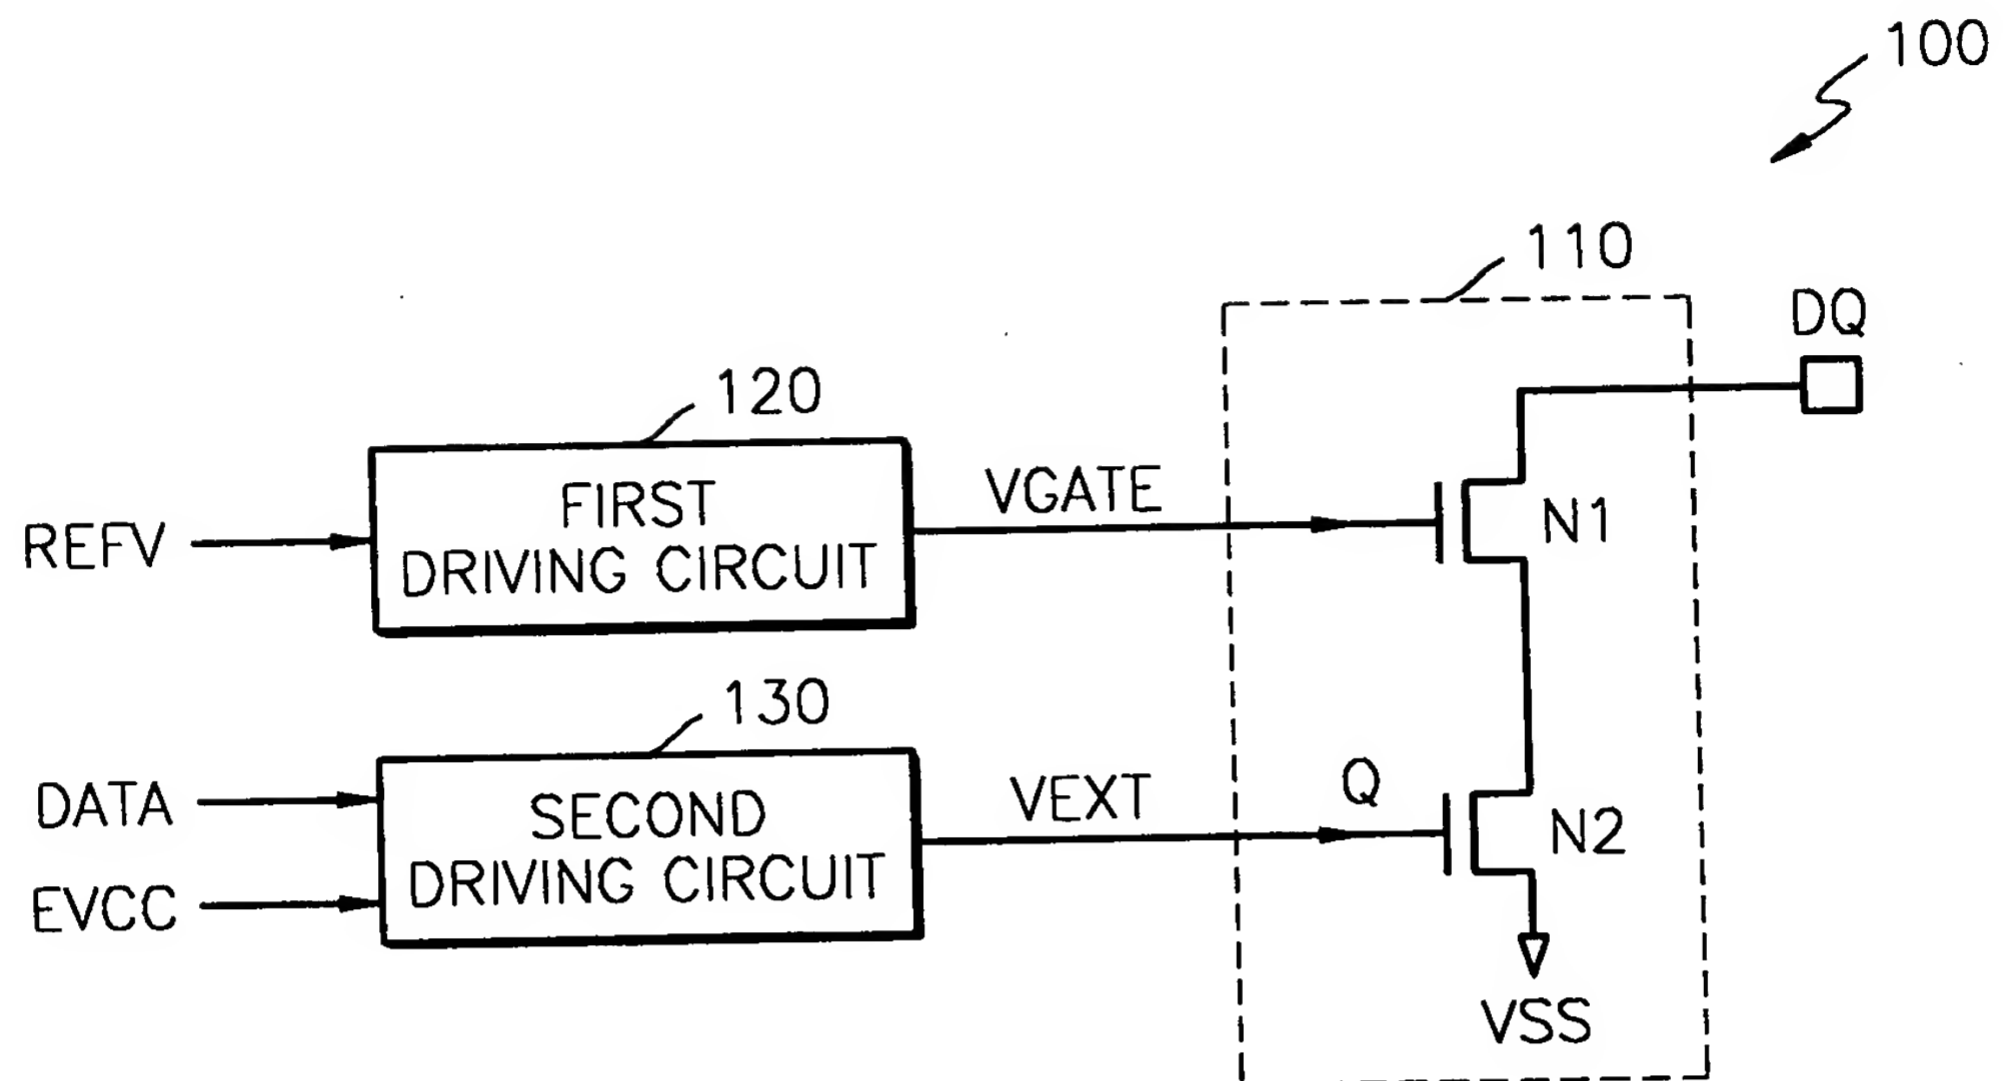 100
110
DQ
120
FIRST
DRIVING CIRCUIT
REFV
VGATE
N1
130
SECOND
DRIVING CIRCUIT
DATA
EVCC
VEXT
Q
N2
VSS